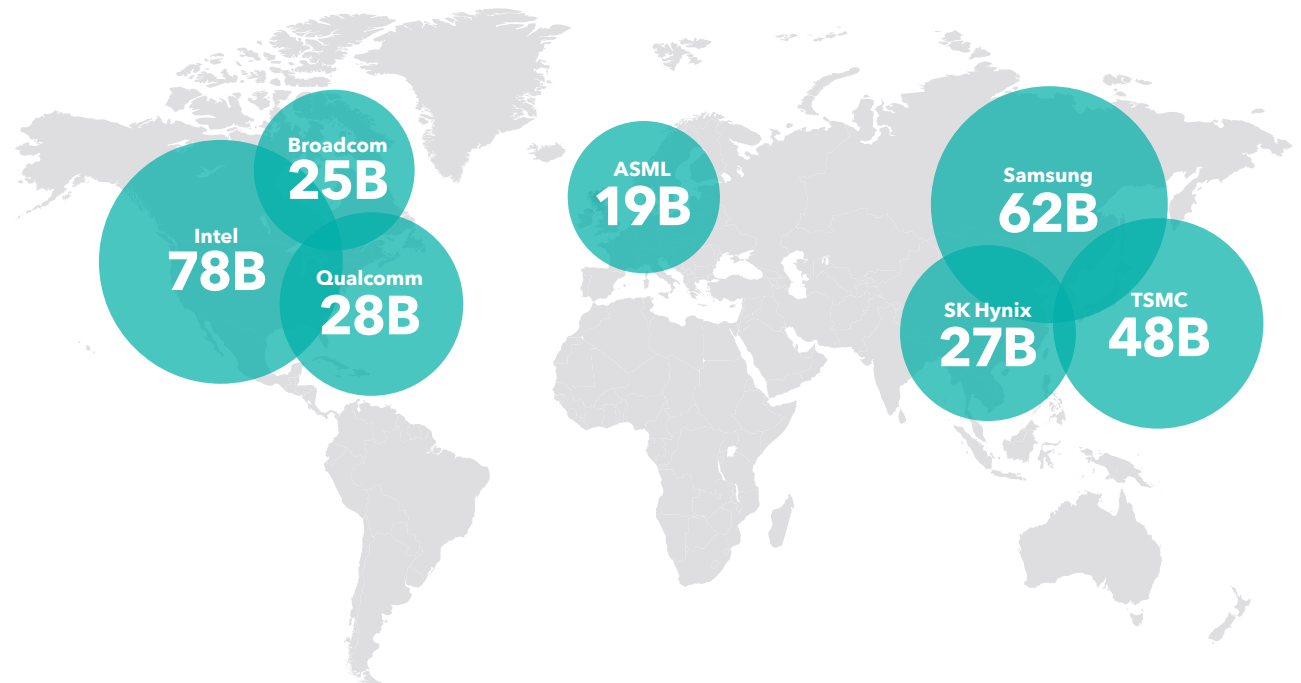 Broadcom
25B
Intel
78B
Qualcomm
28B
ASML
19B
Samsung
62B
SK Hynix
27B
TSMC
48B